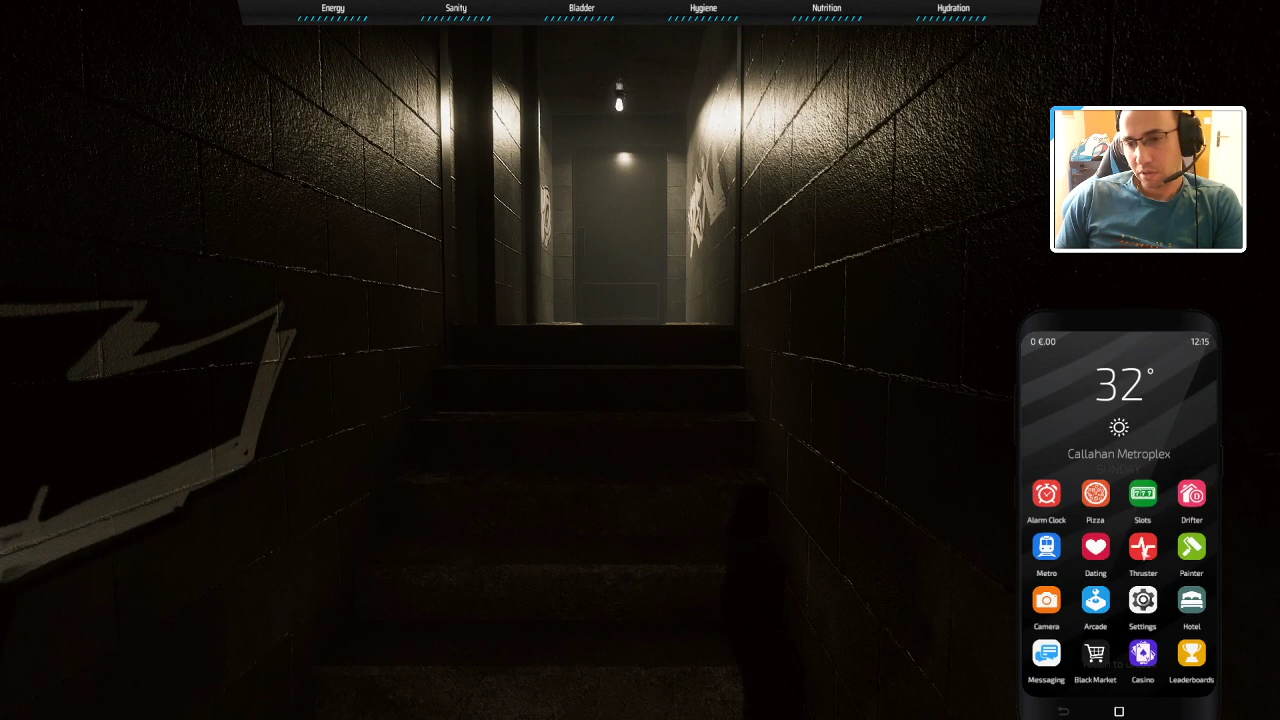 Energy Sanity Bladder Hygiene Nutrition Hydration
0 €.00 12:15
32°
Callahan Metroplex
SUNDAY
Alarm Clock Pizza Slots Drifter
Metro Dating Thruster Painter
Camera Arcade Settings Hotel
Messaging Black Market Casino Leaderboards